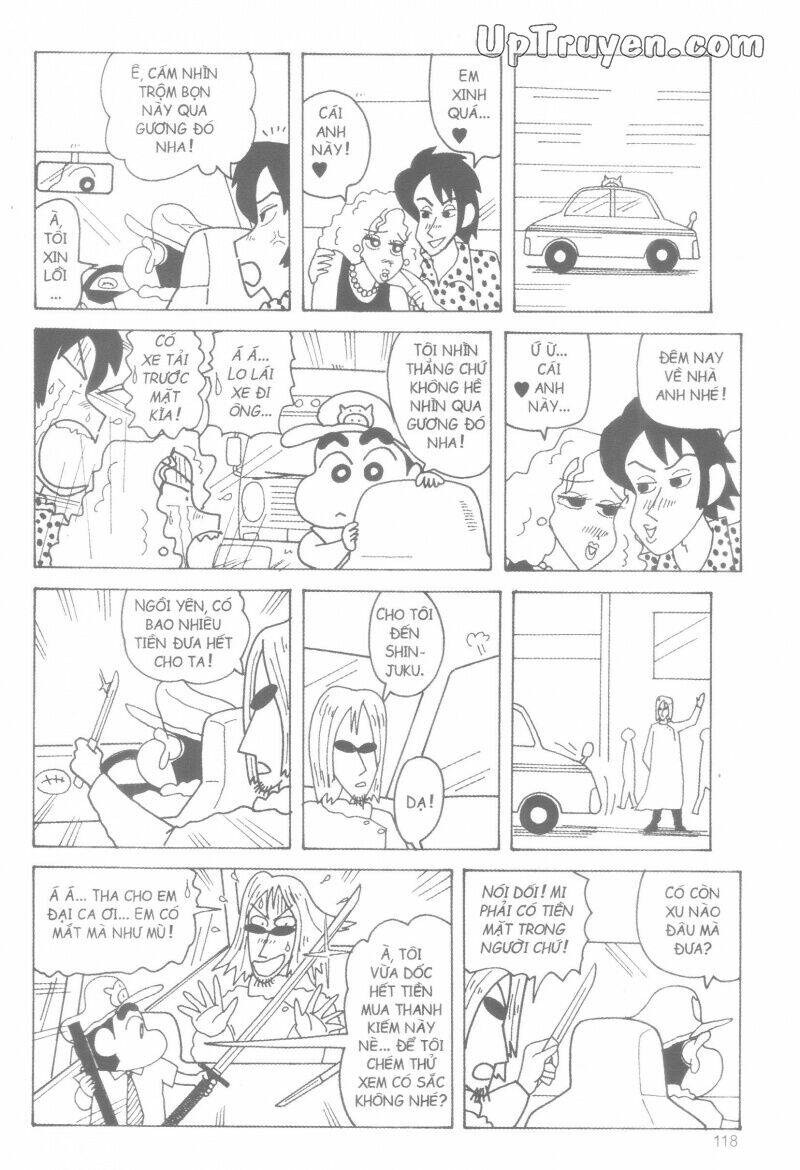 UpTruyen.com
EM
XINH
QUÁ...
♥
CÁI
ANH
NÀY!
♥
Ê, CẤM NHÌN
TRỘM BỌN
NÀY QUA
GƯƠNG ĐÓ
NHA!
À,
TÔI
XIN
LỖI
...
ĐÊM NAY
VỀ NHÀ
ANH NHÉ!
Ứ Ừ...
CÁI
♥ ANH
NÀY...
TÔI NHÌN
THẲNG CHỨ
KHÔNG HỀ
NHÌN QUA
GƯƠNG ĐÓ
NHA!
Á Á...
LO LÁI
XE ĐI
ÔNG...
CÓ
XE TẢI
TRƯỚC
MẶT
KÌA!
CHO TÔI
ĐẾN
SHIN-
JUKU.
DẠ!
NGỒI YÊN, CÓ
BAO NHIÊU
TIỀN ĐƯA HẾT
CHO TA!
CÓ CÒN
XU NÀO
ĐÂU MÀ
ĐƯA?
NÓI DỐI! MI
PHẢI CÓ TIỀN
MẶT TRONG
NGƯỜI CHỨ!
À, TÔI
VỪA DỐC
HẾT TIỀN
MUA THANH
KIẾM NÀY
NÈ... ĐỂ TÔI
CHÉM THỬ
XEM CÓ SẮC
KHÔNG NHÉ?
Á Á... THA CHO EM
ĐẠI CA ƠI... EM CÓ
MẮT MÀ NHƯ MÙ!
118